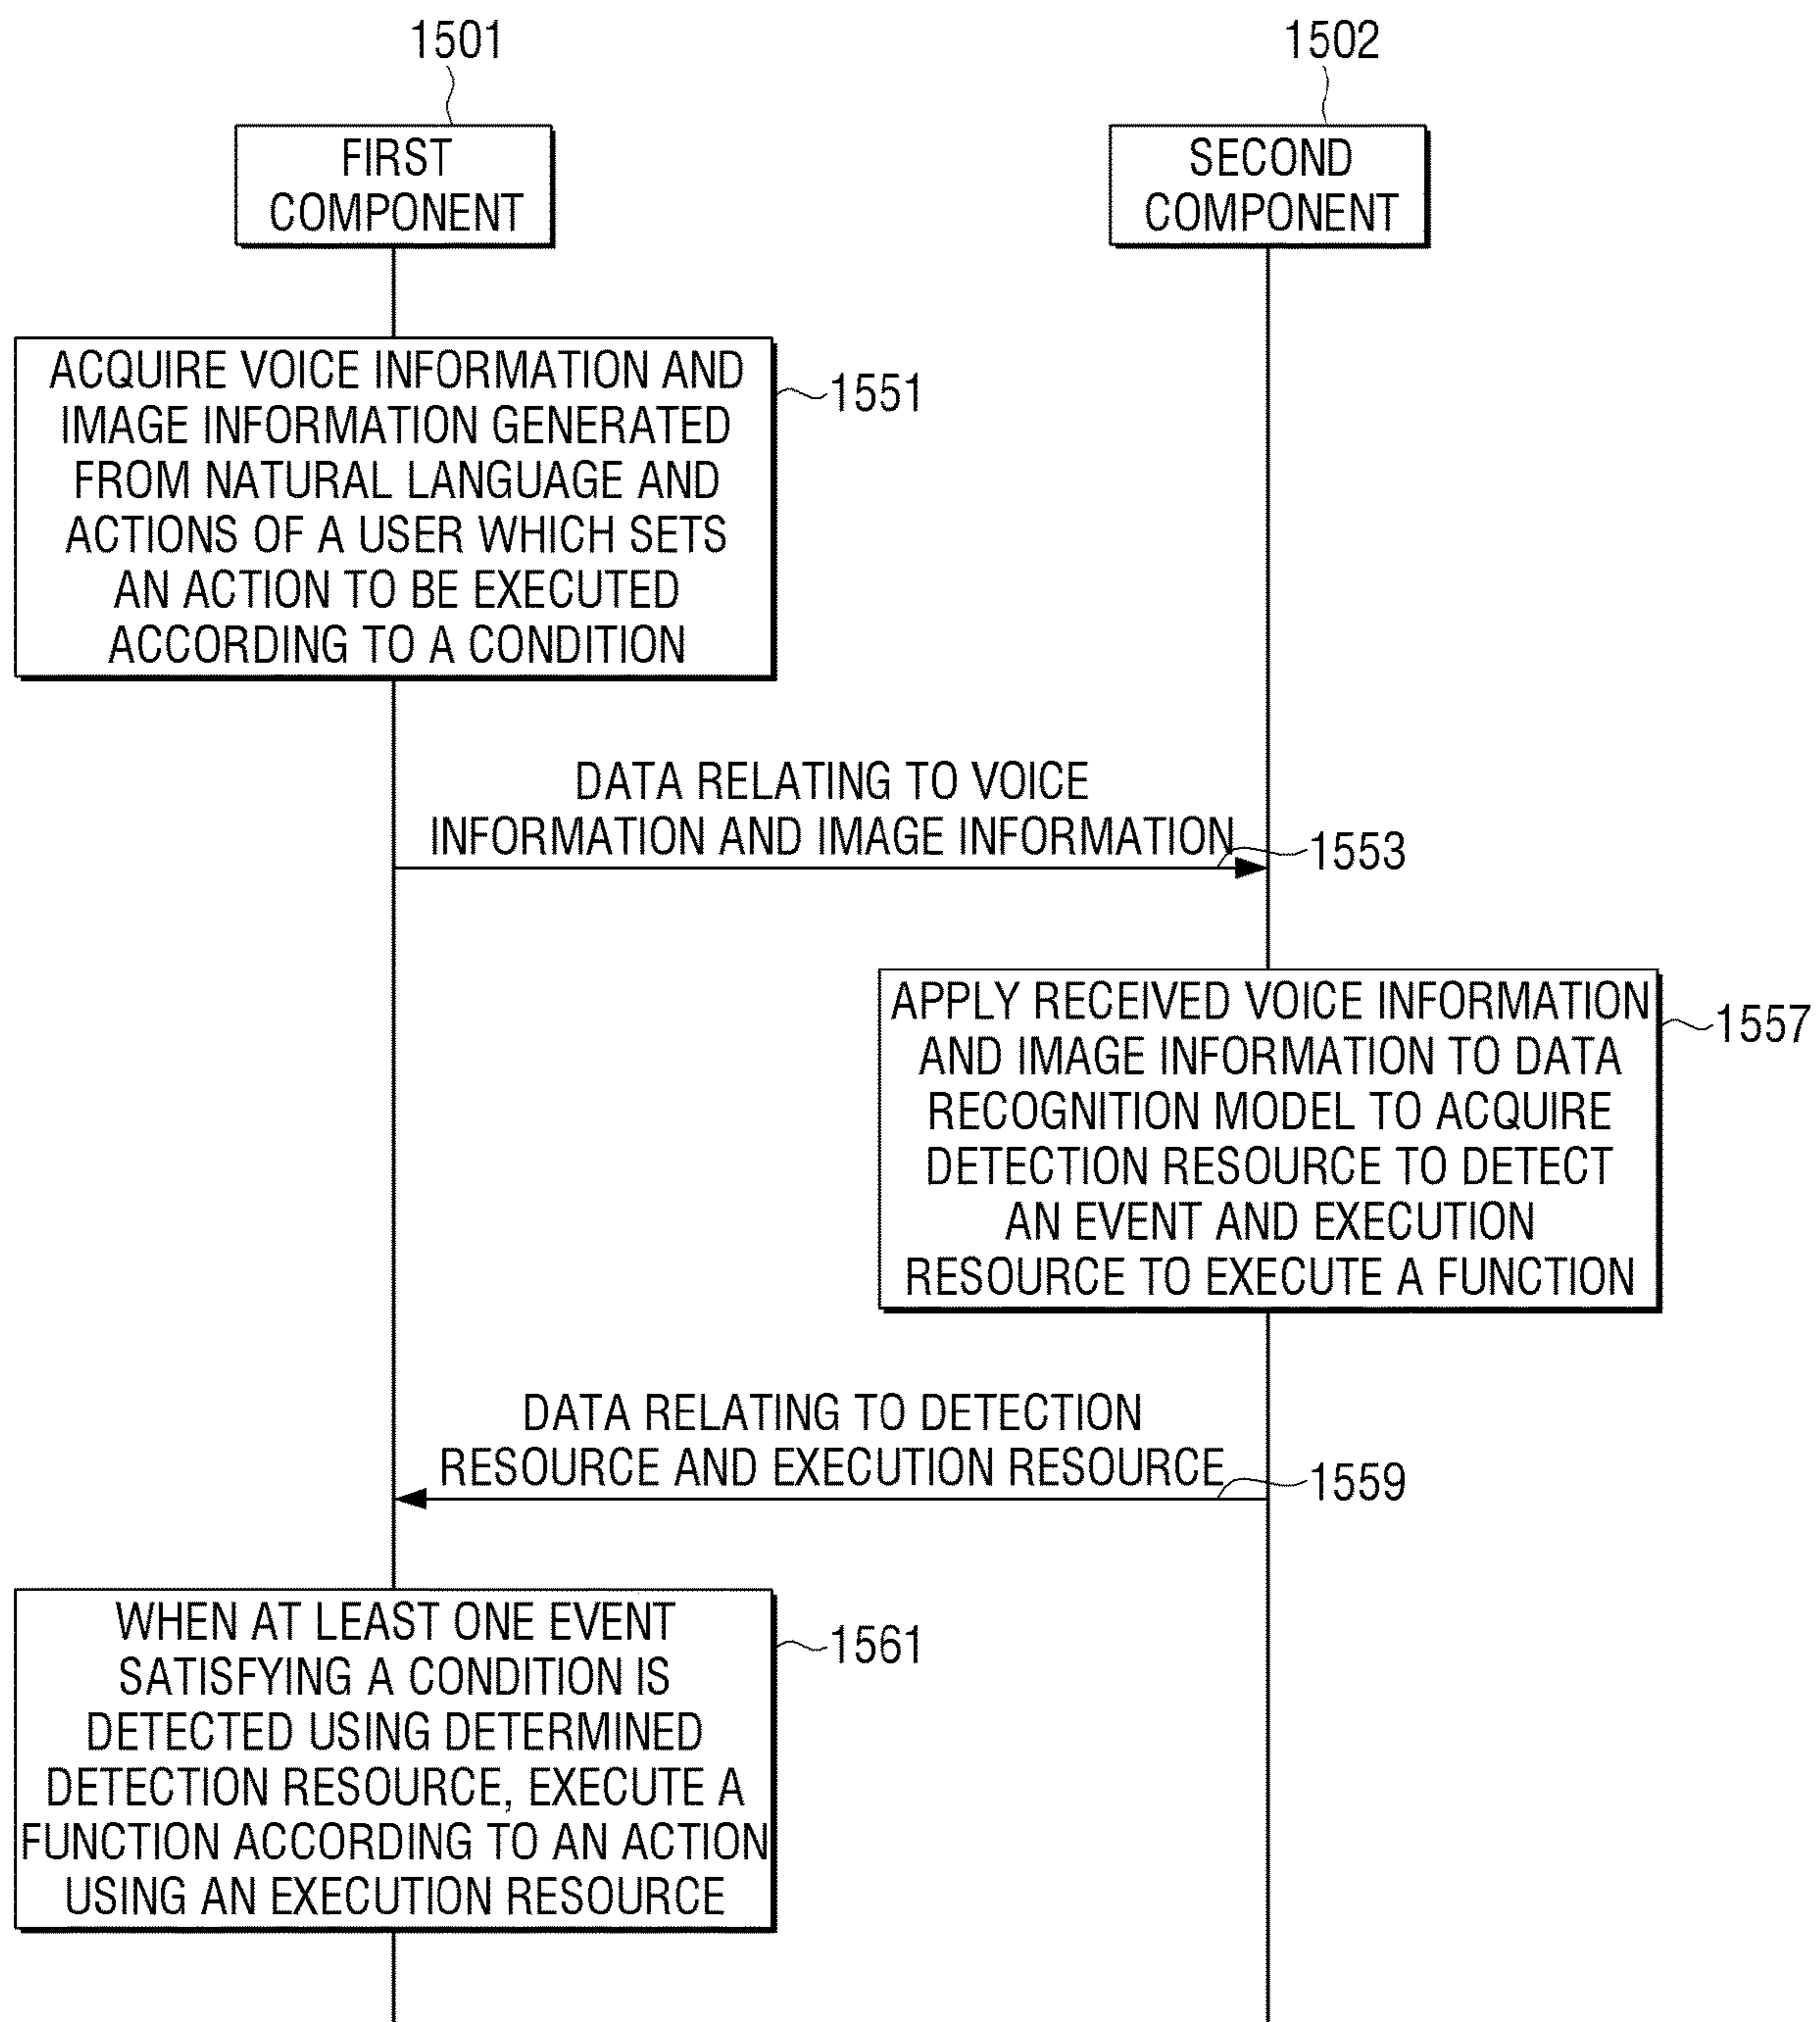 1501
1502
FIRST
COMPONENT
SECOND
COMPONENT
ACQUIRE VOICE INFORMATION AND
IMAGE INFORMATION GENERATED
FROM NATURAL LANGUAGE AND
ACTIONS OF A USER WHICH SETS
AN ACTION TO BE EXECUTED
ACCORDING TO A CONDITION
1551
DATA RELATING TO VOICE
INFORMATION AND IMAGE INFORMATION
1553
APPLY RECEIVED VOICE INFORMATION
AND IMAGE INFORMATION TO DATA
RECOGNITION MODEL TO ACQUIRE
DETECTION RESOURCE TO DETECT
AN EVENT AND EXECUTION
RESOURCE TO EXECUTE A FUNCTION
1557
DATA RELATING TO DETECTION
RESOURCE AND EXECUTION RESOURCE
1559
WHEN AT LEAST ONE EVENT
SATISFYING A CONDITION IS
DETECTED USING DETERMINED
DETECTION RESOURCE, EXECUTE A
FUNCTION ACCORDING TO AN ACTION
USING AN EXECUTION RESOURCE
1561